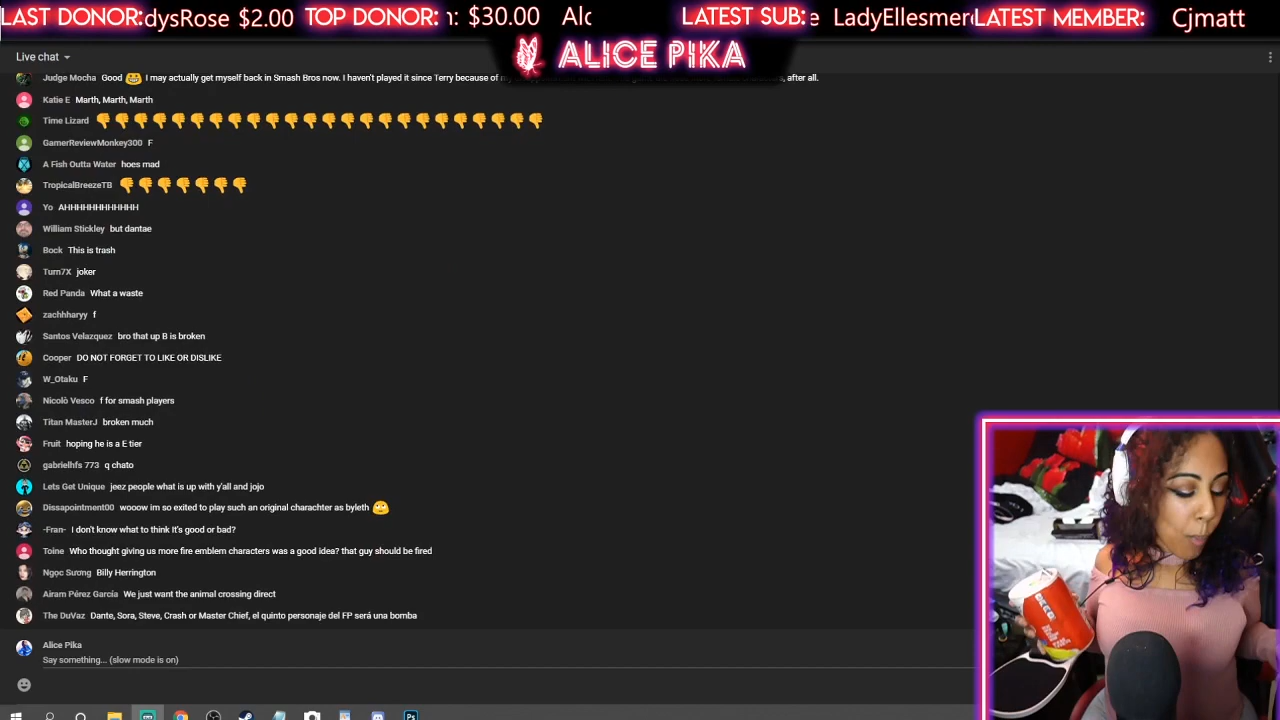 LAST DONOR: dysRose $2.00 TOP DONOR: $30.00 LATEST SUB: LadyEllesmere LATEST MEMBER: Cjmatt
ALICE PIKA
Live chat
Judge Mocha Good 😁 I may actually get myself back in Smash Bros now. I haven't played it since Terry because of after all.
Katie E Marth, Marth, Marth
Time Lizard 👎👎👎👎👎👎👎👎👎👎👎👎👎👎👎👎👎👎👎👎👎👎👎👎
GamerReviewMonkey300 F
A Fish Outta Water hoes mad
TropicalBreezeTB 👎👎👎👎👎👎👎
Yo AHHHHHHHHHHHH
William Stickley but dantae
Bock This is trash
Turn7X joker
Red Panda What a waste
zachhharyy f
Santos Velazquez bro that up B is broken
Cooper DO NOT FORGET TO LIKE OR DISLIKE
W_Otaku F
Nicolò Vesco f for smash players
Titan MasterJ broken much
Fruit hoping he is a E tier
gabrielhfs 773 q chato
Lets Get Unique jeez people what is up with y'all and jojo
Dissapointment00 wooow im so exited to play such an original charachter as byleth 🙄
-Fran- I don't know what to think It's good or bad?
Toine Who thought giving us more fire emblem characters was a good idea? that guy should be fired
Ngọc Sương Billy Herrington
Airam Pérez García We just want the animal crossing direct
The DuVaz Dante, Sora, Steve, Crash or Master Chief, el quinto personaje del FP será una bomba
Alice Pika
Say something... (slow mode is on)
Ps